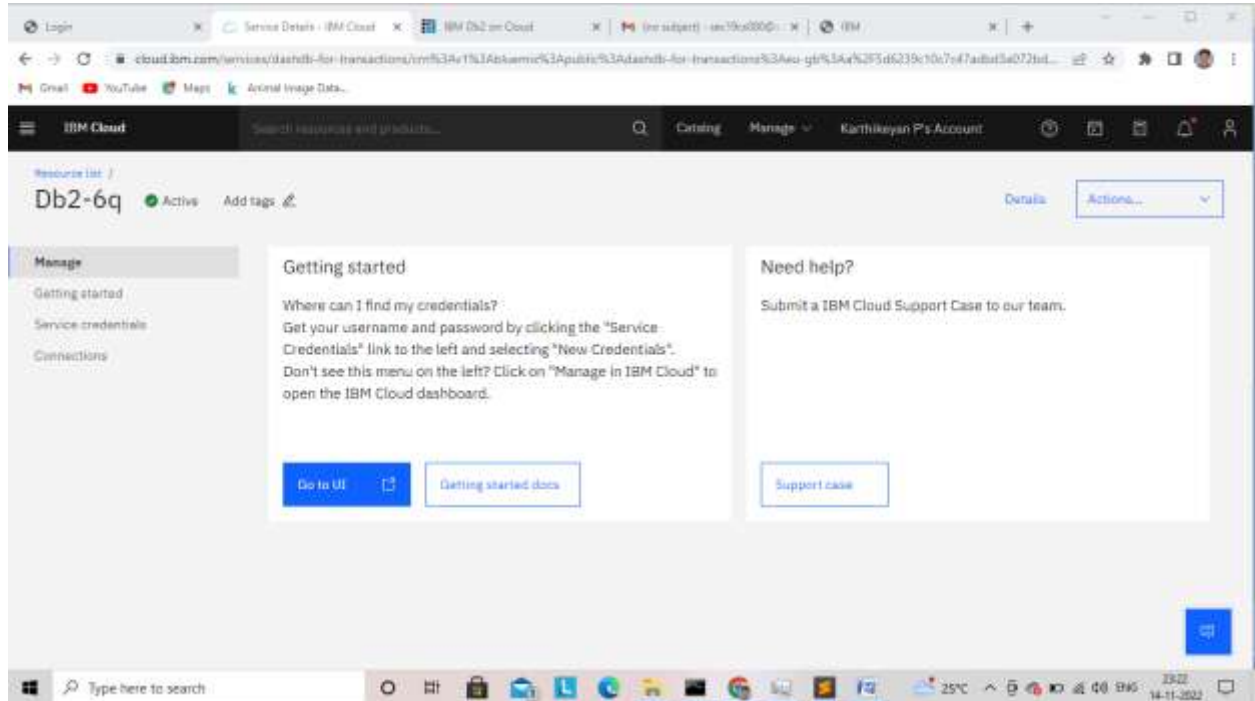 Login
Service Details - IBM Cloud
IBM Db2 on Cloud
IBM
Gmail YouTube Maps Animal Image Data...
IBM Cloud
Search resources and products...
Catalog
Manage
Karthikeyan P's Account
Resource list /
Db2-6q
Active
Add tags
Details
Actions...
Manage
Getting started
Service credentials
Connections
Getting started
Where can I find my credentials?
Get your username and password by clicking the "Service
Credentials" link to the left and selecting "New Credentials".
Don't see this menu on the left? Click on "Manage in IBM Cloud" to
open the IBM Cloud dashboard.
Go to UI
Getting started docs
Need help?
Submit a IBM Cloud Support Case to our team.
Support case
Type here to search
25°C
ENG
23:22
14-11-2022